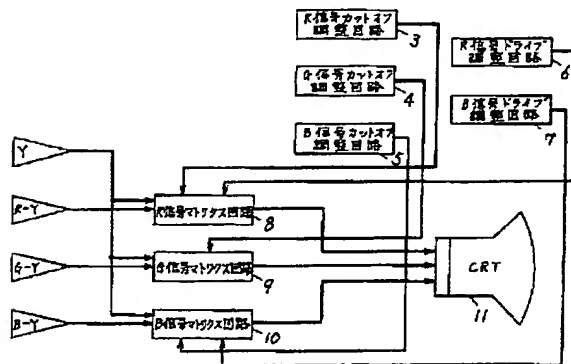 R信号カットオフ
調整回路
3
G信号カットオフ
調整回路
4
B信号カットオフ
調整回路
5
R信号ドライブ
調整回路
6
B信号ドライブ
調整回路
7
Y
R-Y
G-Y
B-Y
R信号マトリクス回路
8
G信号マトリクス回路
9
B信号マトリクス回路
10
CRT
11